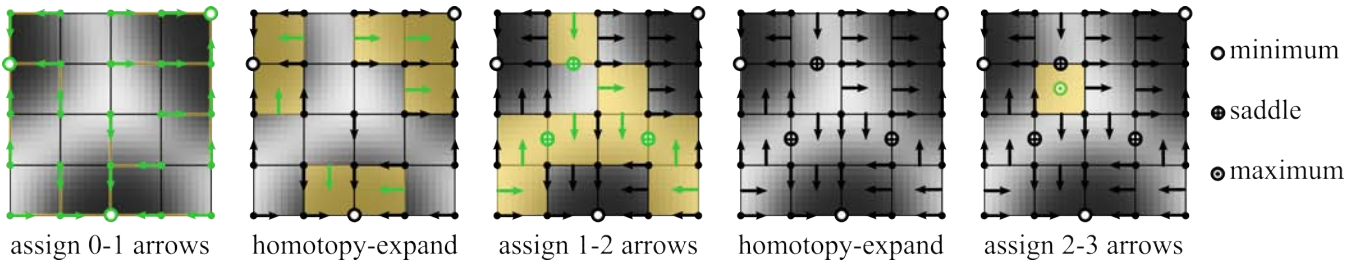 minimum
saddle
maximum
assign 0-1 arrows
homotopy-expand
assign 1-2 arrows
homotopy-expand
assign 2-3 arrows